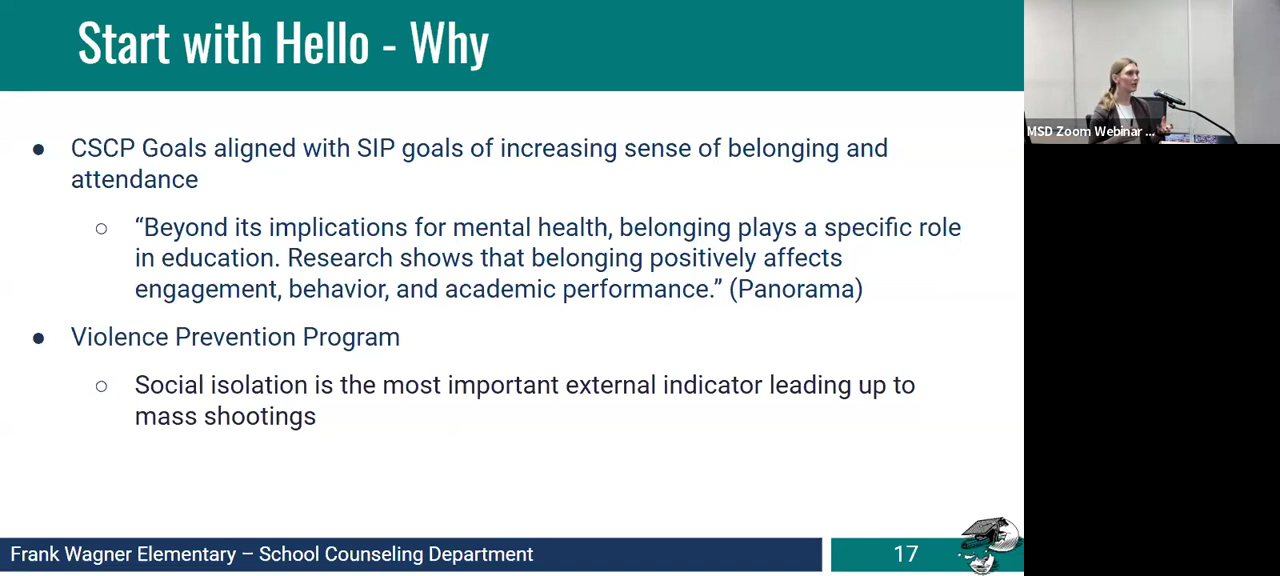 Start with Hello - Why
MSD Zoom Webinar ...
● CSCP Goals aligned with SIP goals of increasing sense of belonging and
attendance
○ “Beyond its implications for mental health, belonging plays a specific role
in education. Research shows that belonging positively affects
engagement, behavior, and academic performance.” (Panorama)
● Violence Prevention Program
○ Social isolation is the most important external indicator leading up to
mass shootings
Frank Wagner Elementary – School Counseling Department
17